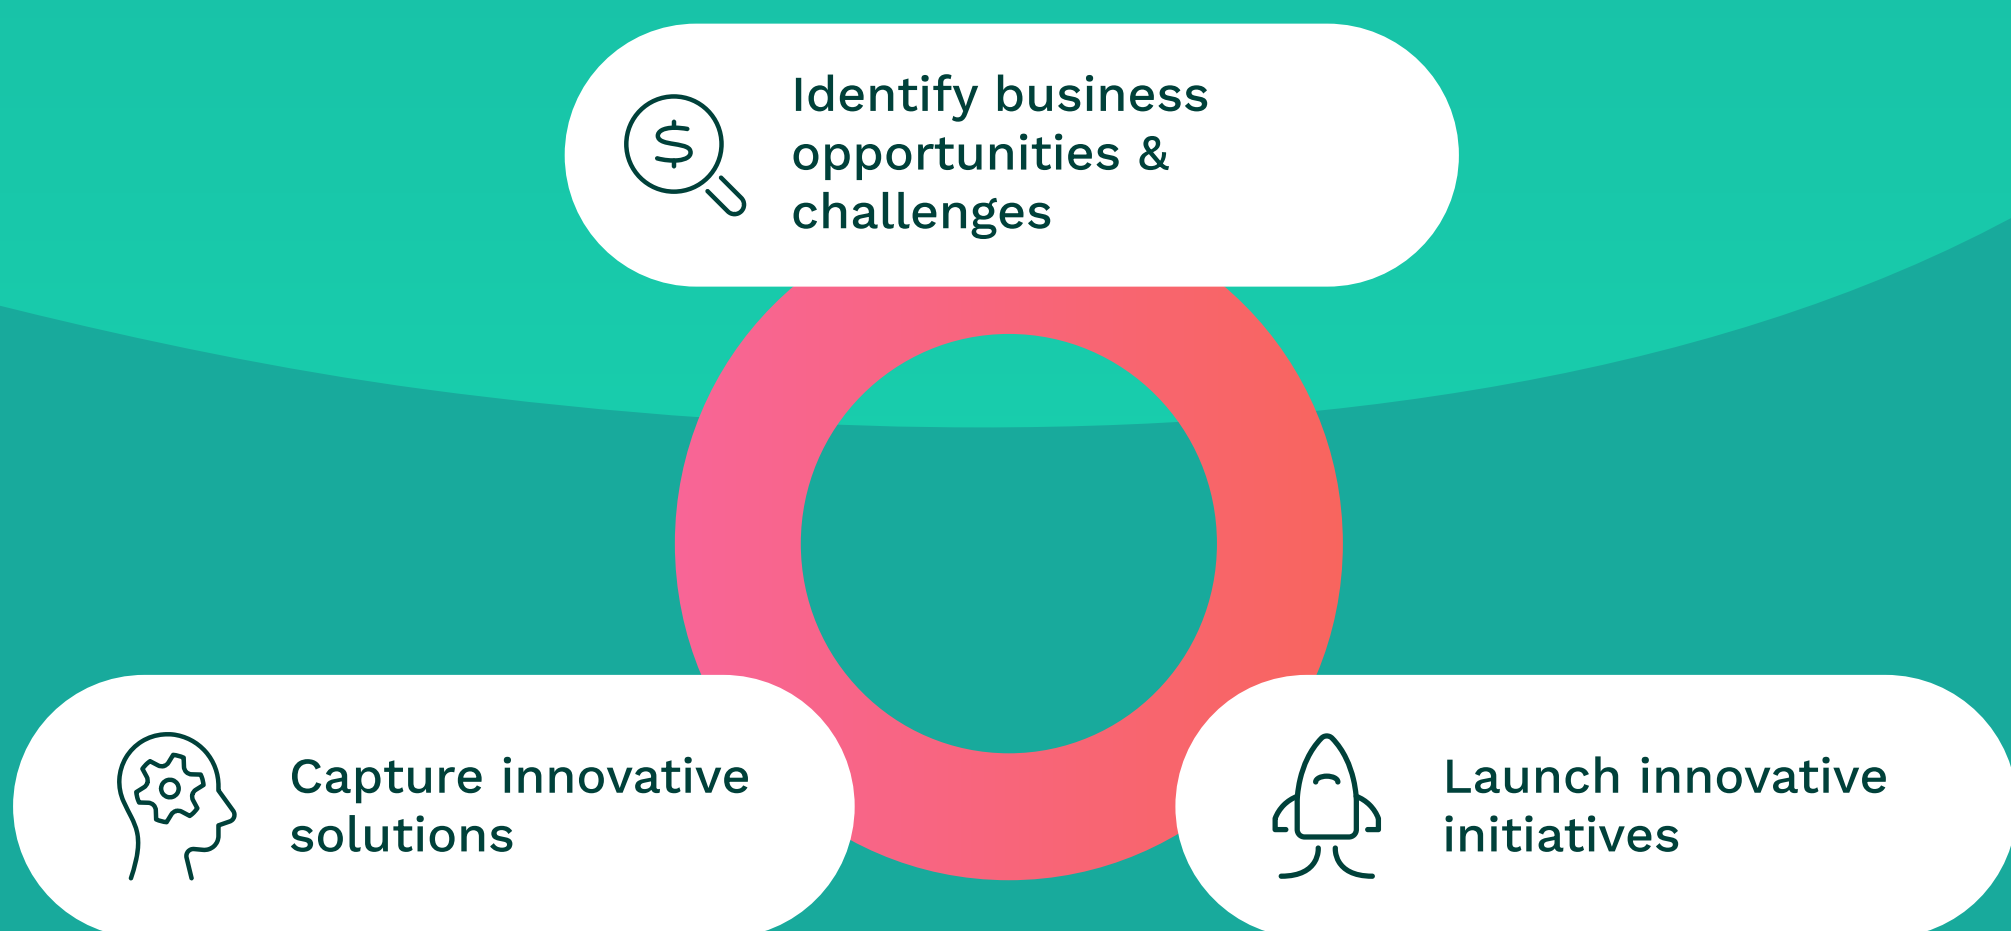 Identify business
opportunities &
challenges
Capture innovative
solutions
Launch innovative
initiatives